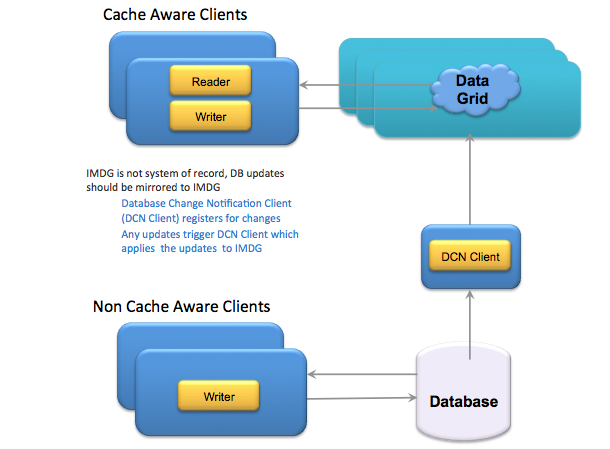 Cache Aware Clients
Reader
Writer
Data
Grid
IMDG is not system of record, DB updates
should be mirrored to IMDG
Database Change Notification Client
(DCN Client) registers for changes
Any updates trigger DCN Client which
applies the updates to IMDG
DCN Client
Non Cache Aware Clients
Writer
Database